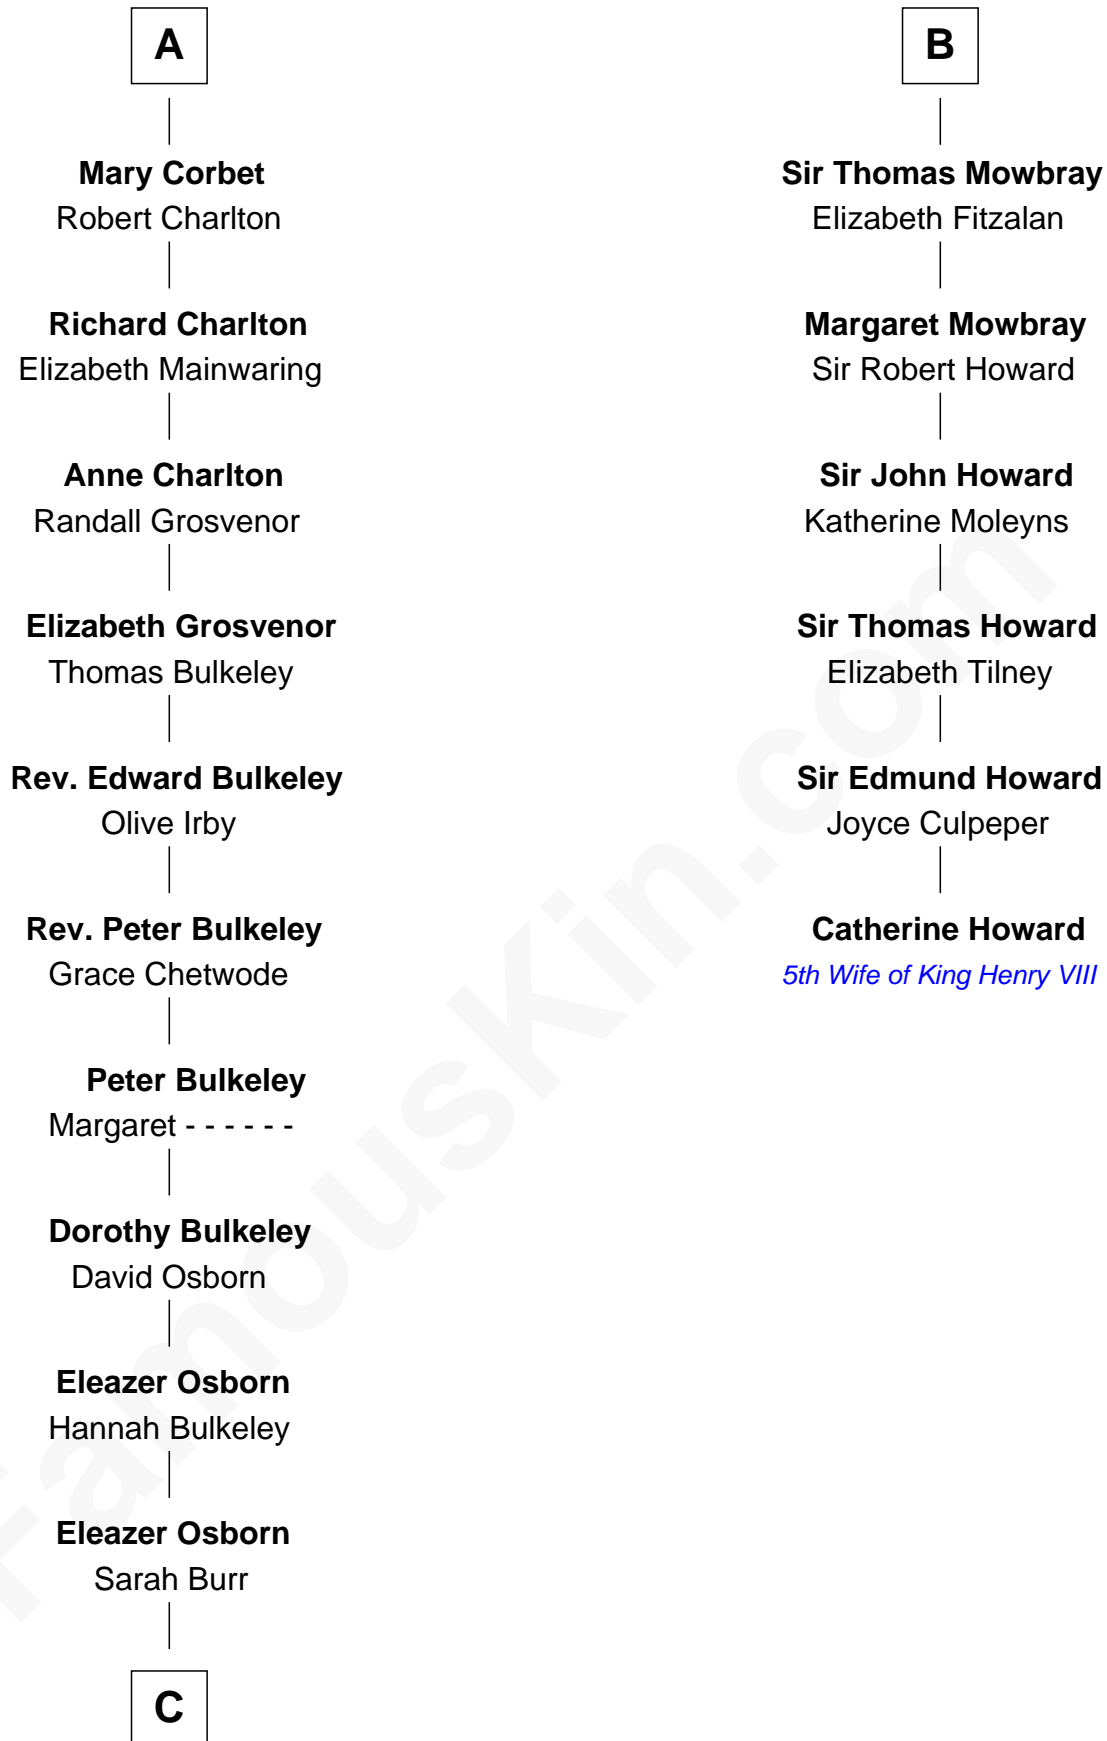 A
Mary Corbet
Robert Charlton
Richard Charlton
Elizabeth Mainwaring
Anne Charlton
Randall Grosvenor
Elizabeth Grosvenor
Thomas Bulkeley
Rev. Edward Bulkeley
Olive Irby
Rev. Peter Bulkeley
Grace Chetwode
Peter Bulkeley
Margaret - - - - - -
Dorothy Bulkeley
David Osborn
Eleazer Osborn
Hannah Bulkeley
Eleazer Osborn
Sarah Burr
C
B
Sir Thomas Mowbray
Elizabeth Fitzalan
Margaret Mowbray
Sir Robert Howard
Sir John Howard
Katherine Moleyns
Sir Thomas Howard
Elizabeth Tilney
Sir Edmund Howard
Joyce Culpeper
Catherine Howard
5th Wife of King Henry VIII
FamousKin.com